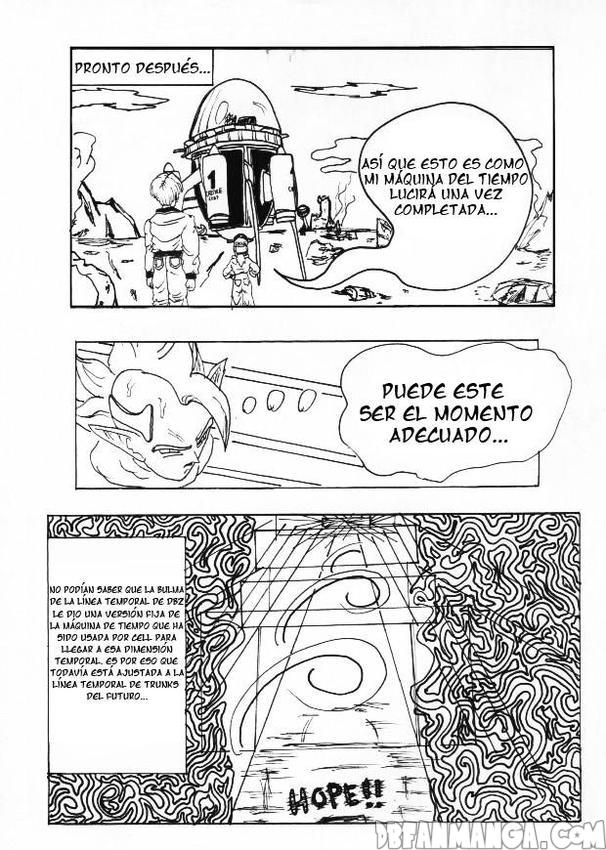 PRONTO DESPUÉS...
ASÍ QUE ESTO ES COMO
MI MÁQUINA DEL TIEMPO
LUCIRÁ UNA VEZ
COMPLETADA...
1
PUEDE ESTE
SER EL MOMENTO
ADECUADO...
NO PODÍAN SABER QUE LA BULMA
DE LA LÍNEA TEMPORAL DE DBZ
LE DIO UNA VERSIÓN FIJA DE
LA MÁQUINA DE TIEMPO QUE HA
SIDO USADA POR CELL PARA
LLEGAR A ESA DIMENSIÓN
TEMPORAL. ES POR ESO QUE
TODAVÍA ESTÁ AJUSTADA A LA
LÍNEA TEMPORAL DE TRUNKS
DEL FUTURO...
HOPE!!
DBFANMANGA.COM